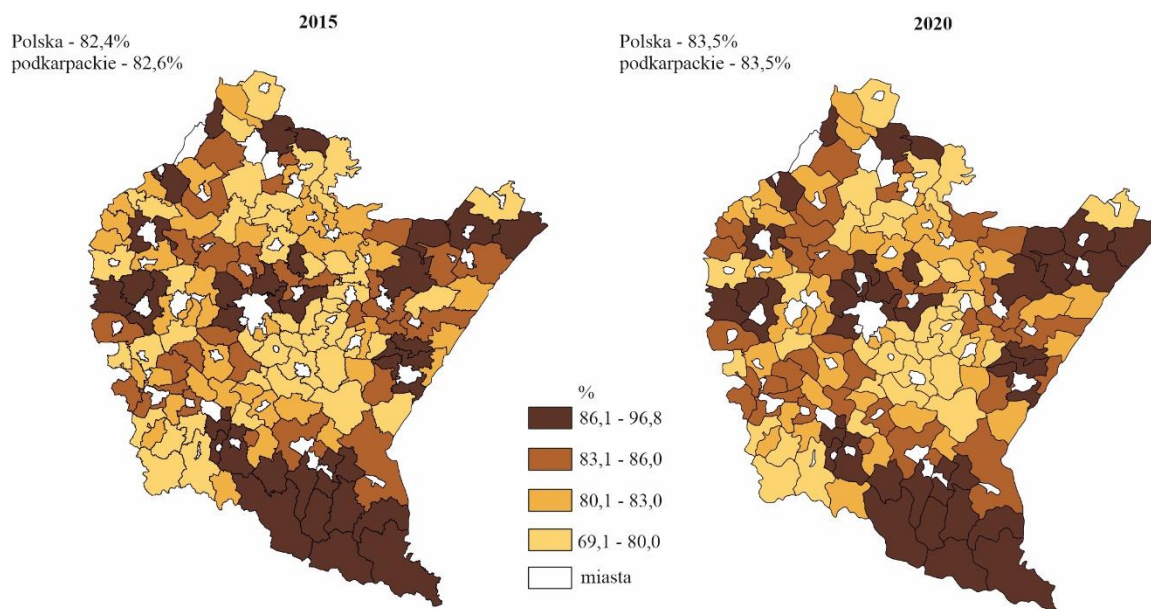 2015
Polska - 82,4%
podkarpackie - 82,6%
2020
Polska - 83,5%
podkarpackie - 83,5%
%
86,1 - 96,8
83,1 - 86,0
80,1 - 83,0
69,1 - 80,0
miasta